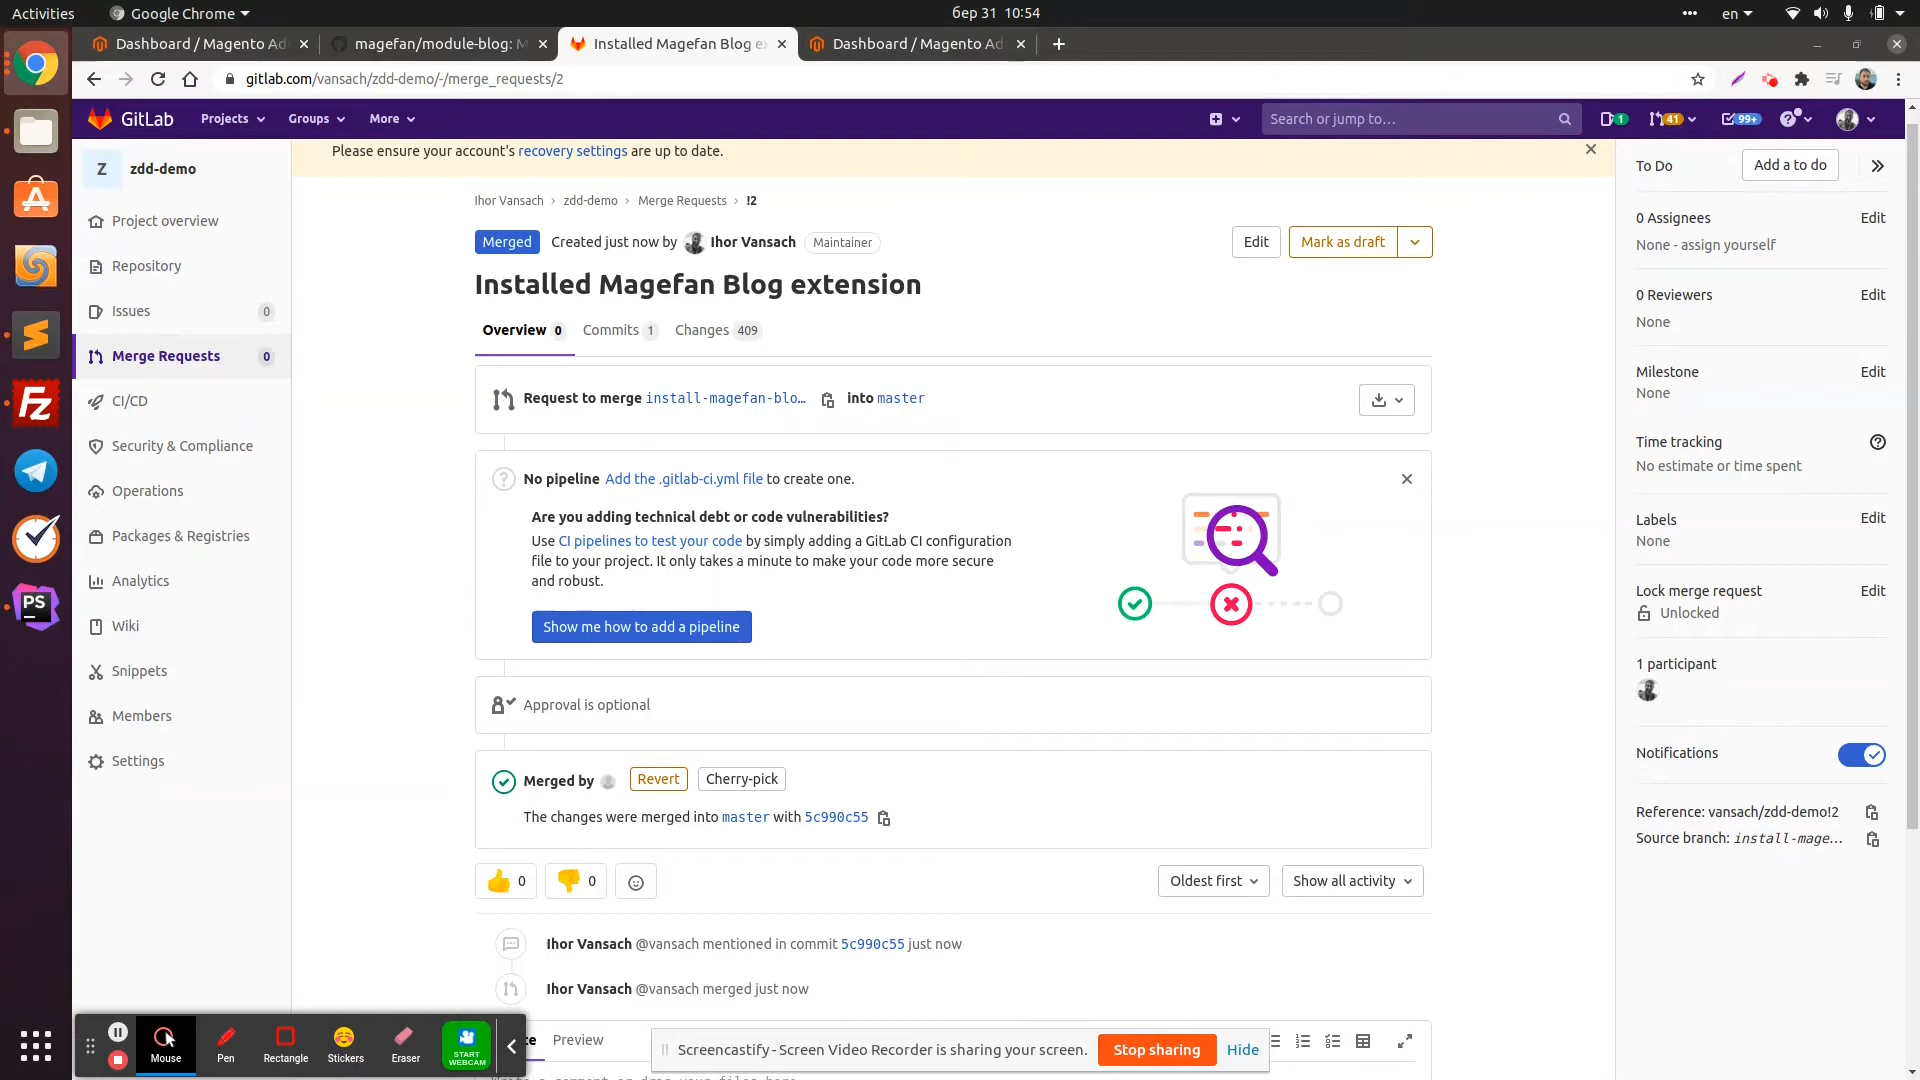 Activities
Google Chrome
бер 31 10:54
en
Dashboard / Magento Ad
magefan/module-blog: M
Installed Magefan Blog e
Dashboard / Magento Ad
gitlab.com/vansach/zdd-demo/-/merge_requests/2
GitLab
Projects
Groups
More
Search or jump to…
1
41
99+
Z
zdd-demo
Project overview
Repository
Issues 0
Merge Requests 0
CI/CD
Security & Compliance
Operations
Packages & Registries
Analytics
Wiki
Snippets
Members
Settings
Please ensure your account's recovery settings are up to date.
Ihor Vansach › zdd-demo › Merge Requests › !2
Merged Created just now by Ihor Vansach Maintainer
Edit
Mark as draft
Installed Magefan Blog extension
Overview 0 Commits 1 Changes 409
Request to merge install-magefan-blo… into master
No pipeline Add the .gitlab-ci.yml file to create one.
Are you adding technical debt or code vulnerabilities?
Use CI pipelines to test your code by simply adding a GitLab CI configuration
file to your project. It only takes a minute to make your code more secure
and robust.
Show me how to add a pipeline
Approval is optional
Merged by Revert Cherry-pick
The changes were merged into master with 5c990c55
0 0
Oldest first
Show all activity
Ihor Vansach @vansach mentioned in commit 5c990c55 just now
Ihor Vansach @vansach merged just now
Preview
To Do
Add a to do
0 Assignees Edit
None - assign yourself
0 Reviewers Edit
None
Milestone Edit
None
Time tracking
No estimate or time spent
Labels Edit
None
Lock merge request Edit
Unlocked
1 participant
Notifications
Reference: vansach/zdd-demo!2
Source branch: install-mage…
Fz
PS
Mouse
Pen
Rectangle
Stickers
Eraser
START
WEBCAM
Screencastify - Screen Video Recorder is sharing your screen.
Stop sharing
Hide